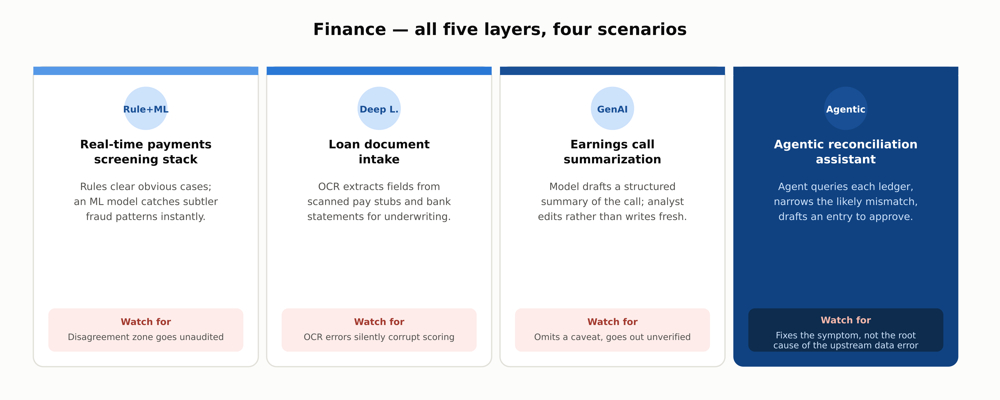 Finance — all five layers, four scenarios
Rule+ML
Real-time payments
screening stack
Rules clear obvious cases;
an ML model catches subtler
fraud patterns instantly.
Watch for
Disagreement zone goes unaudited
Deep L.
Loan document
intake
OCR extracts fields from
scanned pay stubs and bank
statements for underwriting.
Watch for
OCR errors silently corrupt scoring
GenAI
Earnings call
summarization
Model drafts a structured
summary of the call; analyst
edits rather than writes fresh.
Watch for
Omits a caveat, goes out unverified
Agentic
Agentic reconciliation
assistant
Agent queries each ledger,
narrows the likely mismatch,
drafts an entry to approve.
Watch for
Fixes the symptom, not the root
cause of the upstream data error